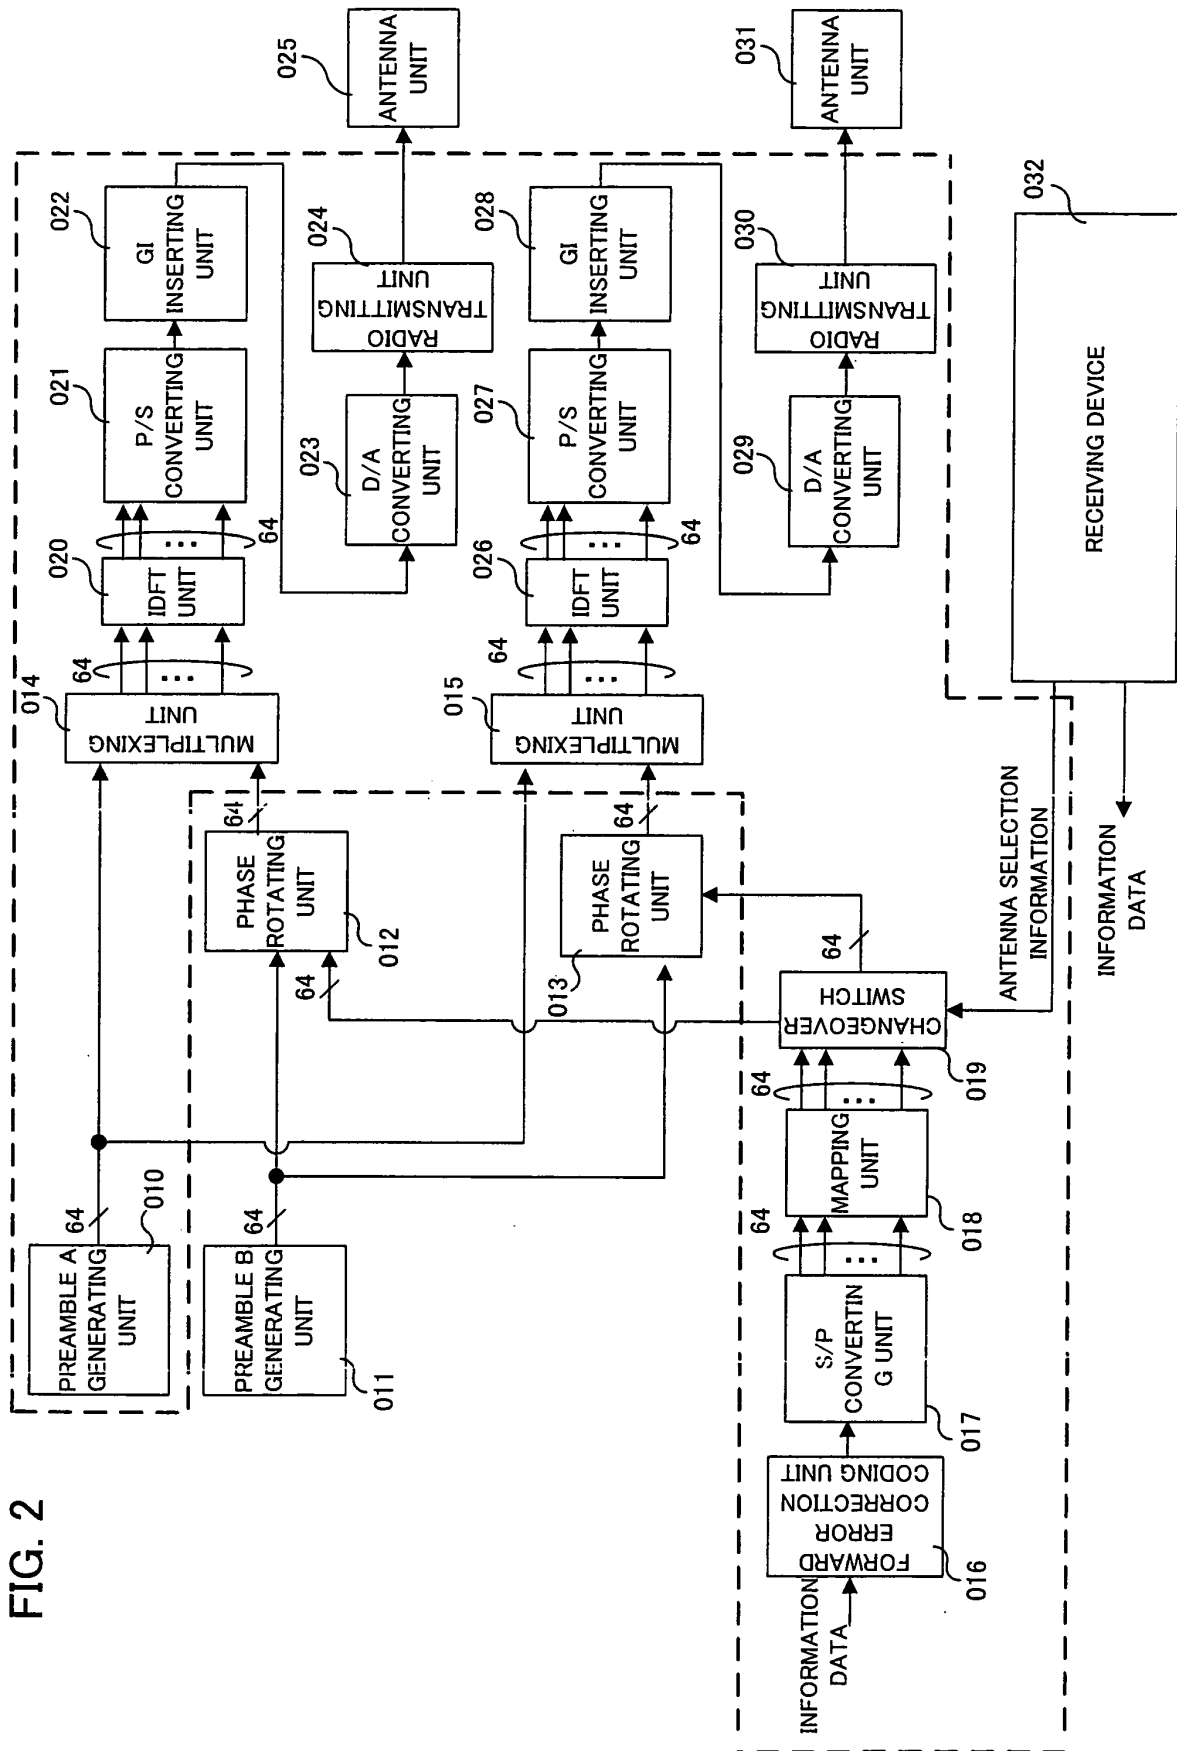 FIG. 2
PREAMBLE A
GENERATING
UNIT
010
64
PREAMBLE B
GENERATING
UNIT
011
64
PHASE
ROTATING
UNIT
012
64
64
PHASE
ROTATING
UNIT
013
64
64
MULTIPLEXING
UNIT
014
64
IDFT
UNIT
020
64
P/S
CONVERTING
UNIT
021
GI
INSERTING
UNIT
022
D/A
CONVERTING
UNIT
023
RADIO
TRANSMITTING
UNIT
024
ANTENNA
UNIT
025
MULTIPLEXING
UNIT
015
64
IDFT
UNIT
026
64
P/S
CONVERTING
UNIT
027
GI
INSERTING
UNIT
028
D/A
CONVERTING
UNIT
029
RADIO
TRANSMITTING
UNIT
030
ANTENNA
UNIT
031
INFORMATION
DATA
FORWARD
ERROR
CORRECTION
CODING UNIT
016
S/P
CONVERTIN
G UNIT
017
64
MAPPING
UNIT
018
64
CHANGEOVER
SWITCH
019
ANTENNA SELECTION
INFORMATION
INFORMATION
DATA
RECEIVING DEVICE
032